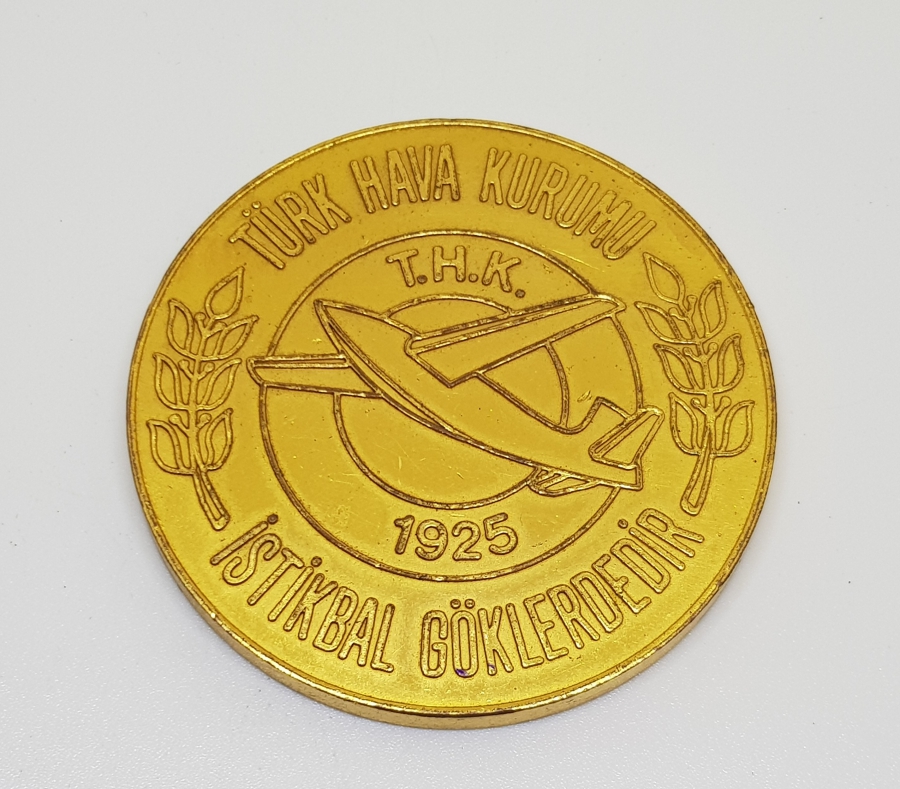 TÜRK HAVA KURUMU
T.H.K.
1925
İSTİKBAL GÖKLERDEDİR